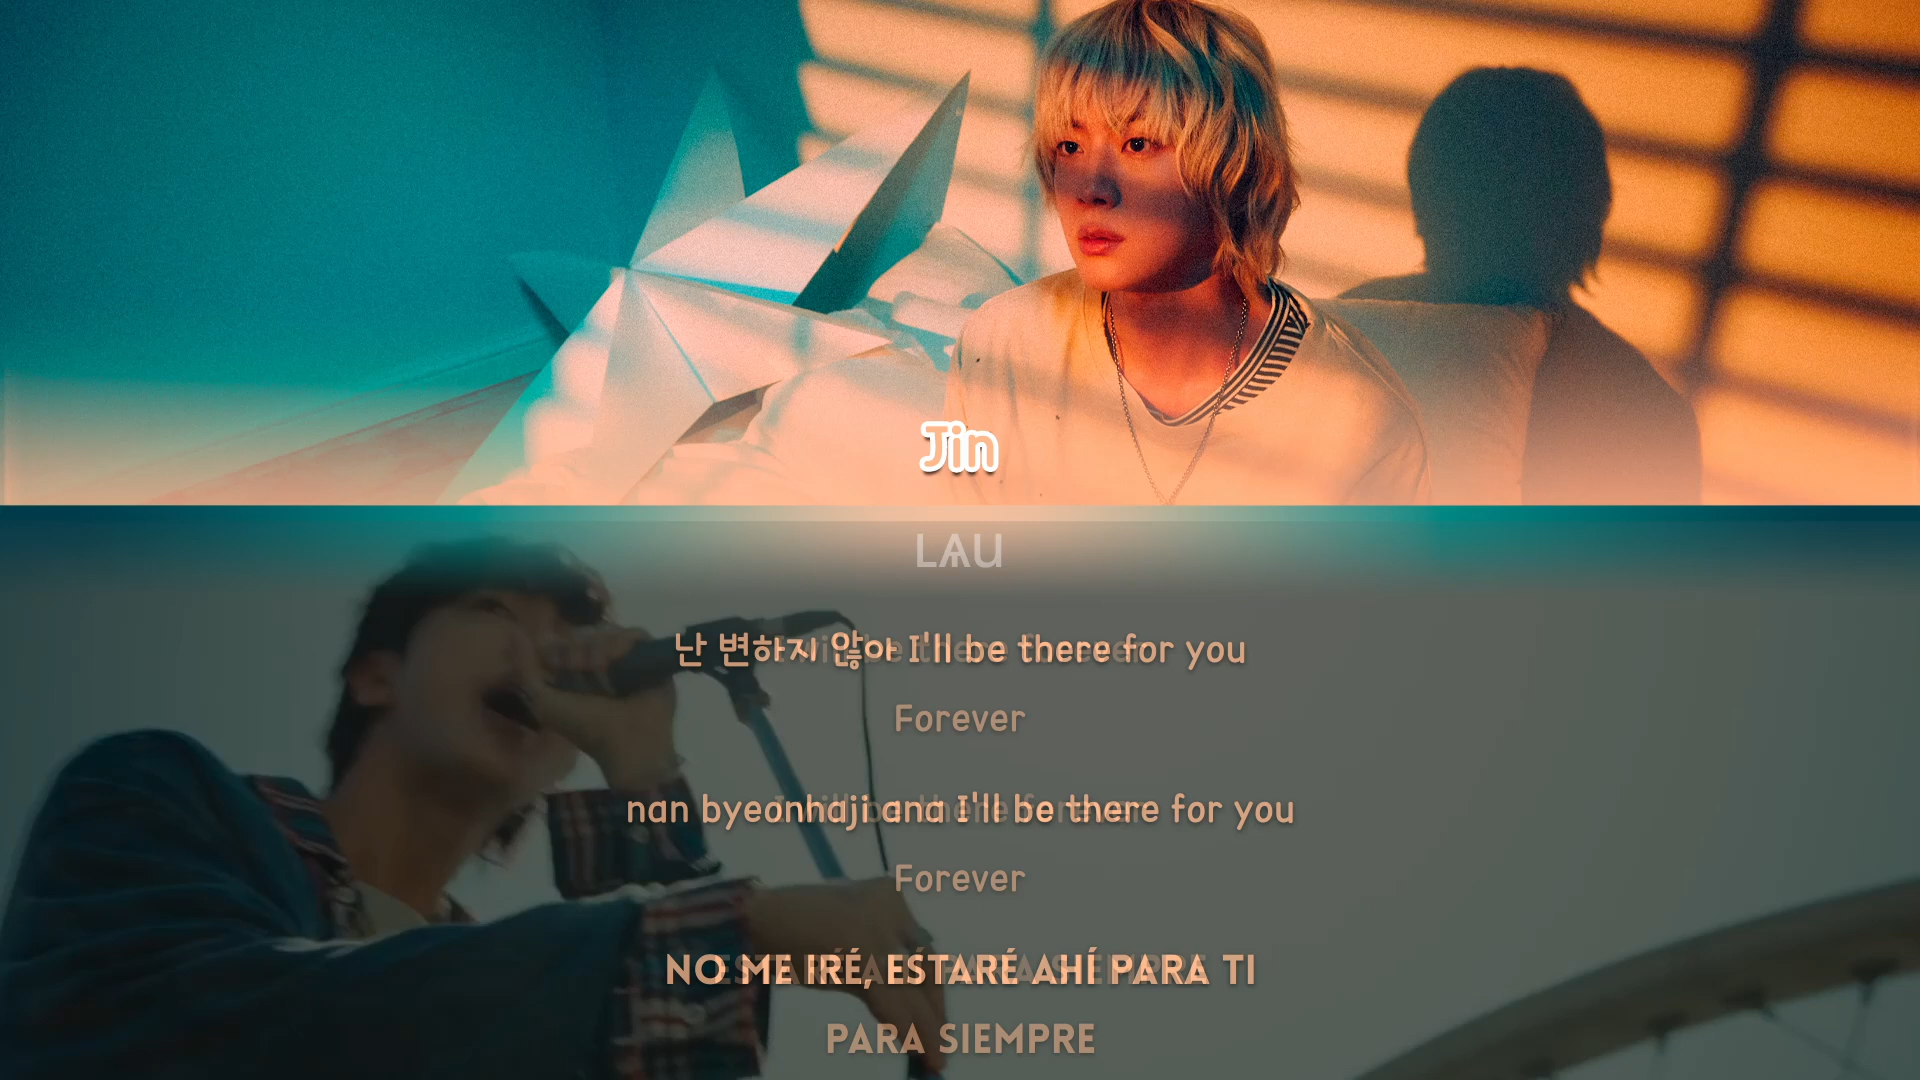 Jin
LAU
난 변하지 않아 I'll be there for you
Forever
nan byeonhaji ana I'll be there for you
Forever
NO ME IRÉ, ESTARÉ AHÍ PARA TI
PARA SIEMPRE